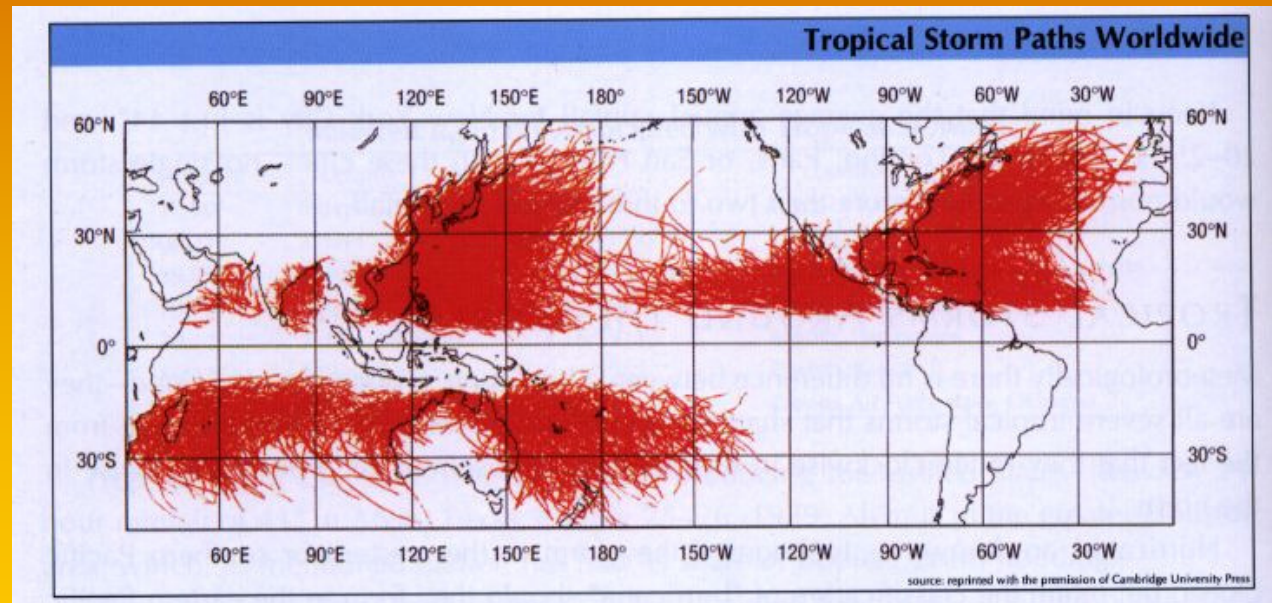 Tropical Storm Paths Worldwide
60°E 90°E 120°E 150°E 180° 150°W 120°W 90°W 60°W 30°W
60°N 60°N
30°N 30°N
0° 0°
30°S 30°S
60°E 90°E 120°E 150°E 180° 150°W 120°W 90°W 60°W 30°W
source: reprinted with the premission of Cambridge University Press